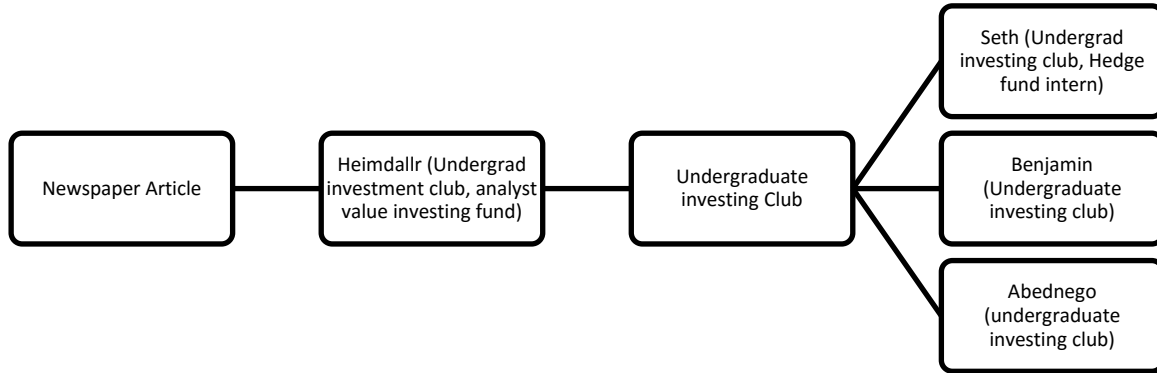 Newspaper Article
Heimdallr (Undergrad
investment club, analyst
value investing fund)
Undergraduate
investing Club
Seth (Undergrad
investing club, Hedge
fund intern)
Benjamin
(Undergraduate
investing club)
Abednego
(undergraduate
investing club)